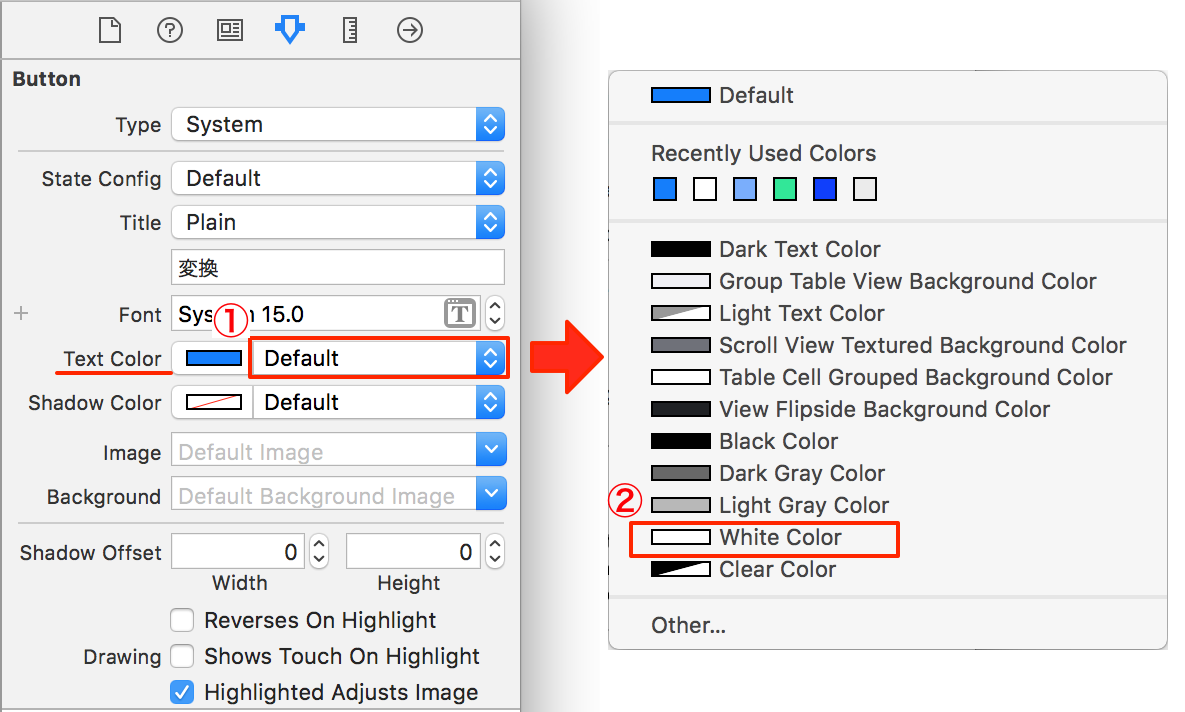 Button
Type System
State Config Default
Title Plain
変換
Font System 15.0 T
①
Text Color Default
Shadow Color Default
Image Default Image
Background Default Background Image
Shadow Offset 0 0
Width Height
Reverses On Highlight
Drawing Shows Touch On Highlight
Highlighted Adjusts Image
Default
Recently Used Colors
Dark Text Color
Group Table View Background Color
Light Text Color
Scroll View Textured Background Color
Table Cell Grouped Background Color
View Flipside Background Color
Black Color
Dark Gray Color
Light Gray Color
②
White Color
Clear Color
Other...